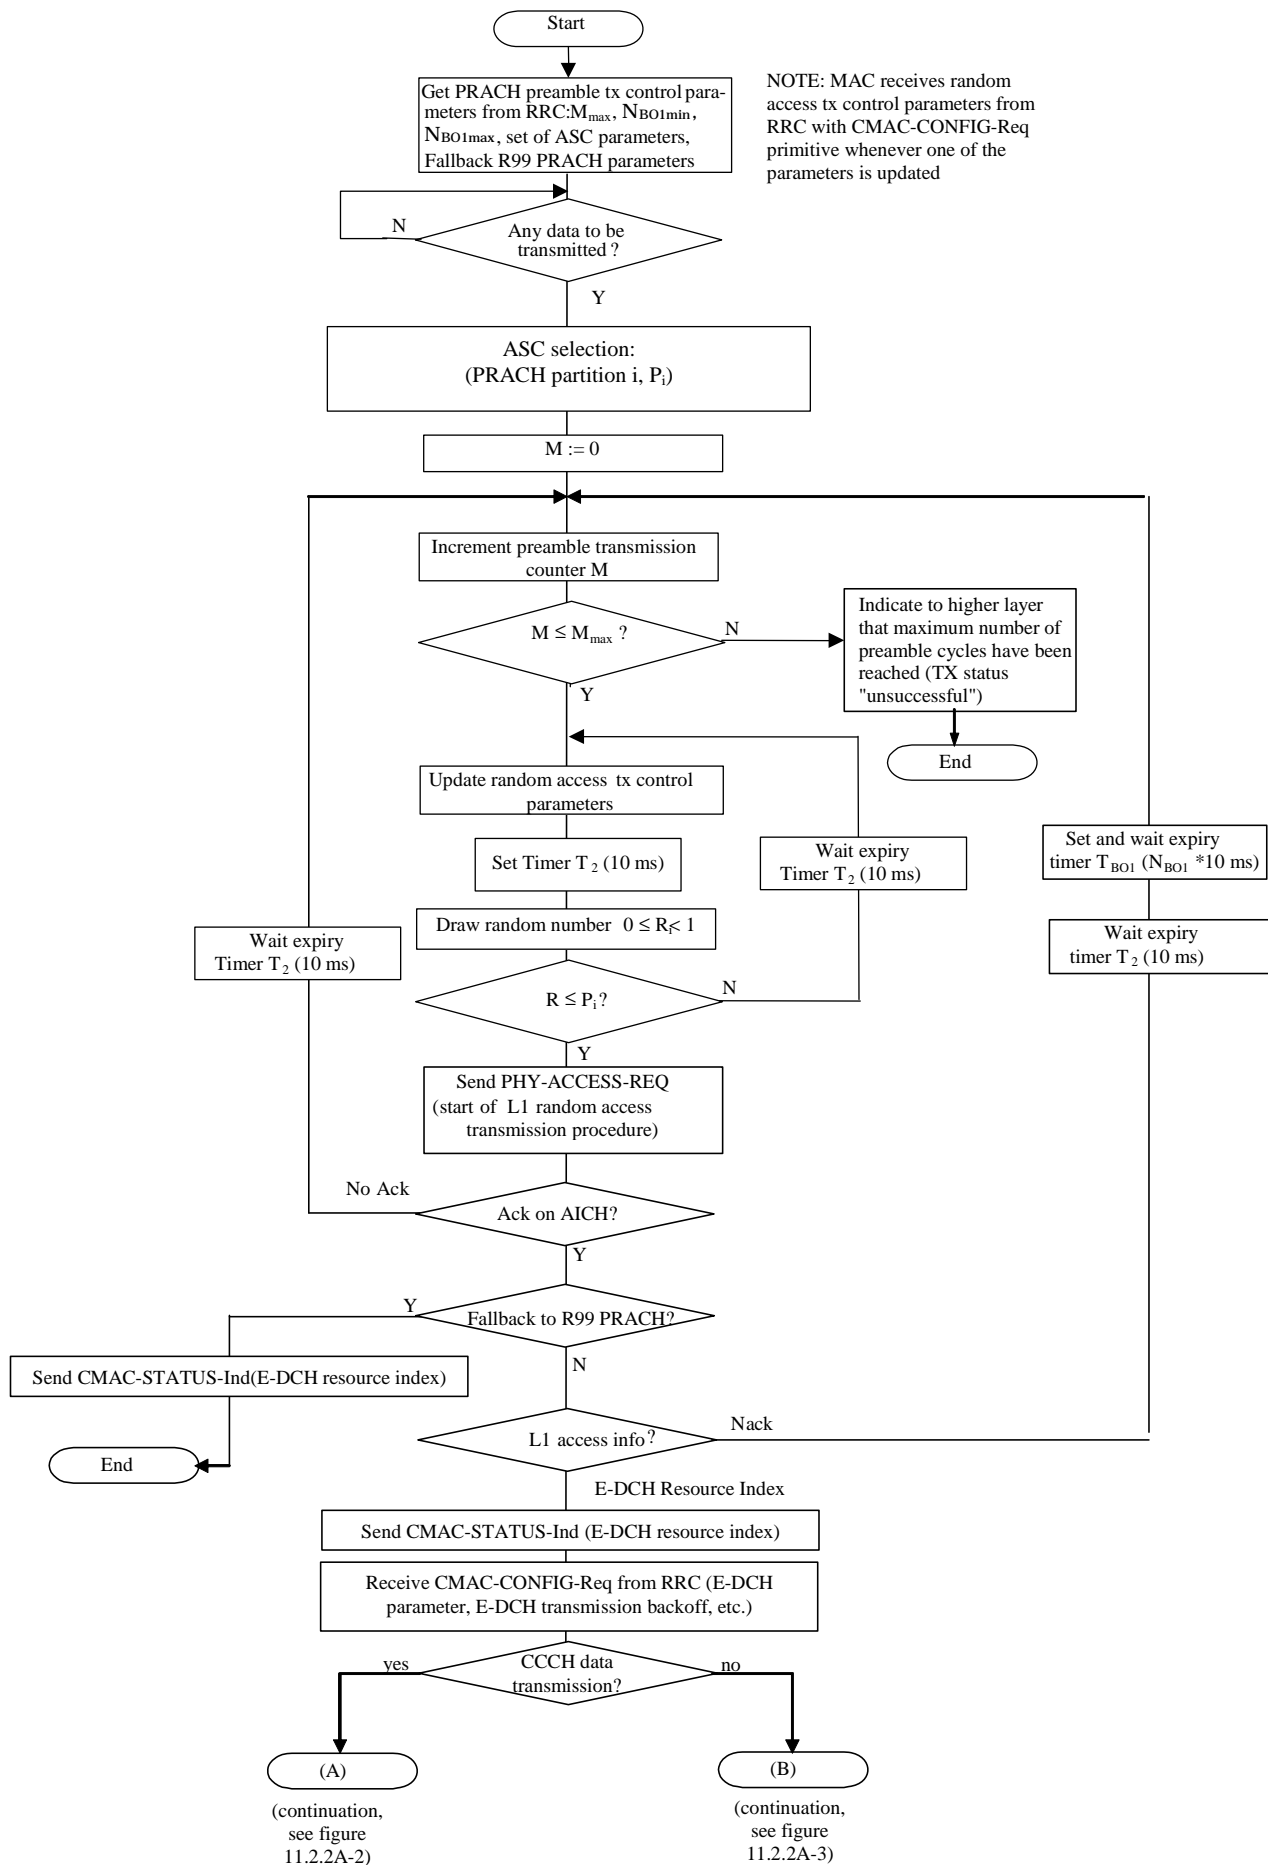 Start
Get PRACH preamble tx control para-
meters from RRC:Mmax, NBO1min,
NBO1max, set of ASC parameters,
Fallback R99 PRACH parameters
NOTE: MAC receives random
access tx control parameters from
RRC with CMAC-CONFIG-Req
primitive whenever one of the
parameters is updated
N
Any data to be
transmitted ?
Y
ASC selection:
(PRACH partition i, Pi)
M := 0
Increment preamble transmission
counter M
M ≤ Mmax ?
N
Y
Indicate to higher layer
that maximum number of
preamble cycles have been
reached (TX status
"unsuccessful")
End
Update random access tx control
parameters
Set Timer T2 (10 ms)
Wait expiry
Timer T2 (10 ms)
Set and wait expiry
timer TBO1 (NBO1 *10 ms)
Draw random number 0 ≤ Ri< 1
Wait expiry
Timer T2 (10 ms)
Wait expiry
timer T2 (10 ms)
R ≤ Pi?
N
Y
Send PHY-ACCESS-REQ
(start of L1 random access
transmission procedure)
No Ack
Ack on AICH?
Y
Y
Fallback to R99 PRACH?
N
Send CMAC-STATUS-Ind(E-DCH resource index)
End
L1 access info?
Nack
E-DCH Resource Index
Send CMAC-STATUS-Ind (E-DCH resource index)
Receive CMAC-CONFIG-Req from RRC (E-DCH
parameter, E-DCH transmission backoff, etc.)
yes
CCCH data
transmission?
no
(A)
(continuation,
see figure
11.2.2A-2)
(B)
(continuation,
see figure
11.2.2A-3)